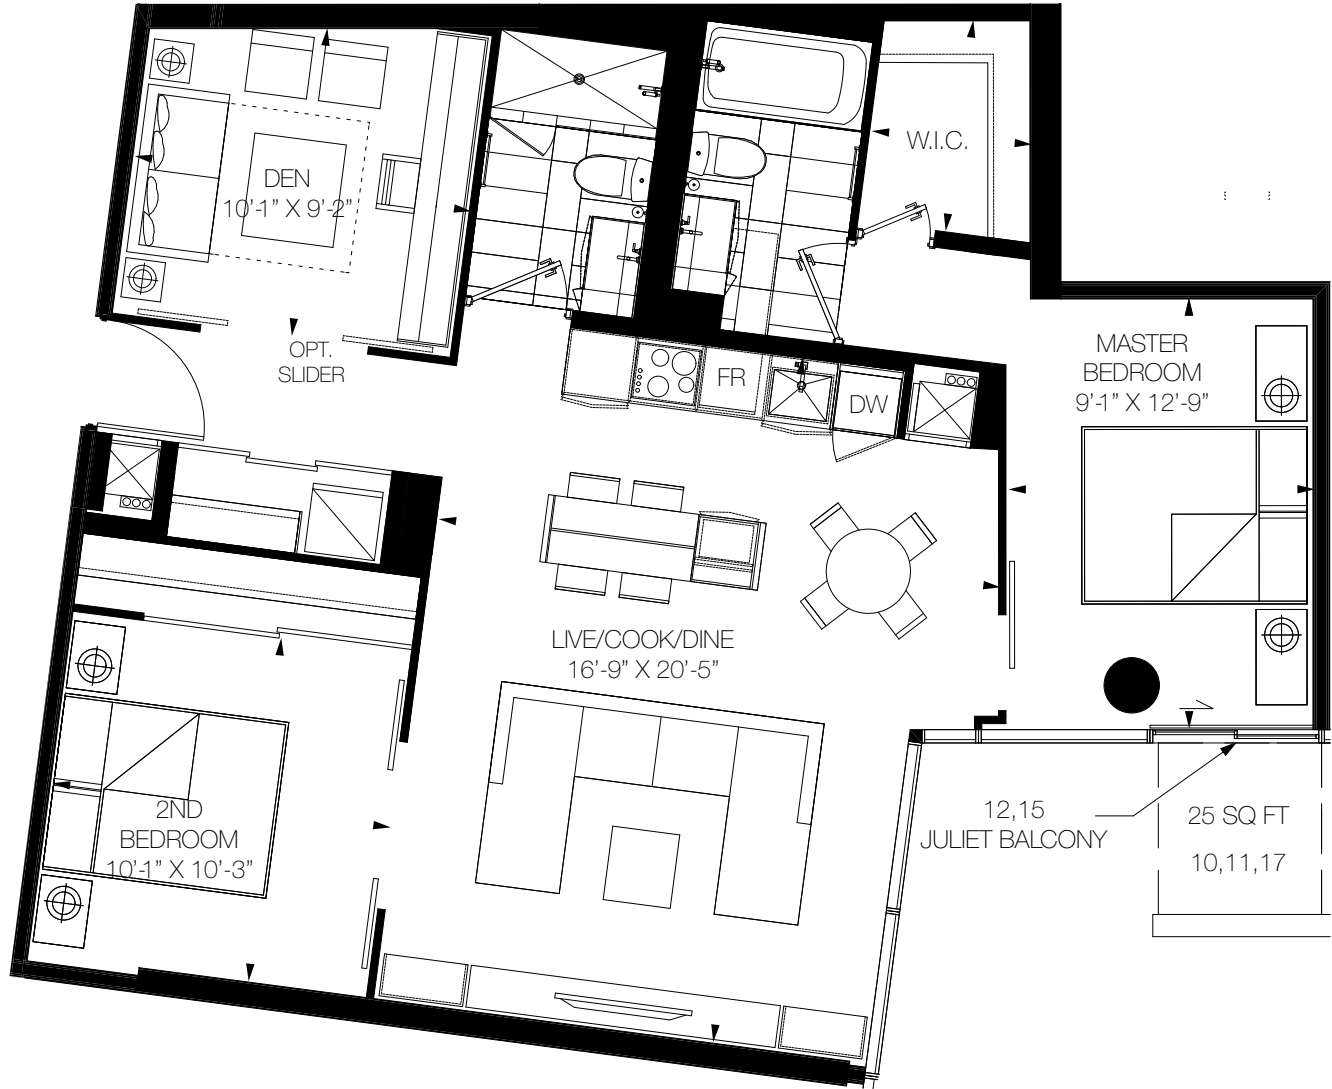 W.I.C.
DEN
10'-1" X 9'-2"
OPT.
SLIDER
FR
DW
MASTER
BEDROOM
9'-1" X 12'-9"
LIVE/COOK/DINE
16'-9" X 20'-5"
2ND
BEDROOM
10'-1" X 10'-3"
12,15
JULIET BALCONY
25 SQ FT
10,11,17